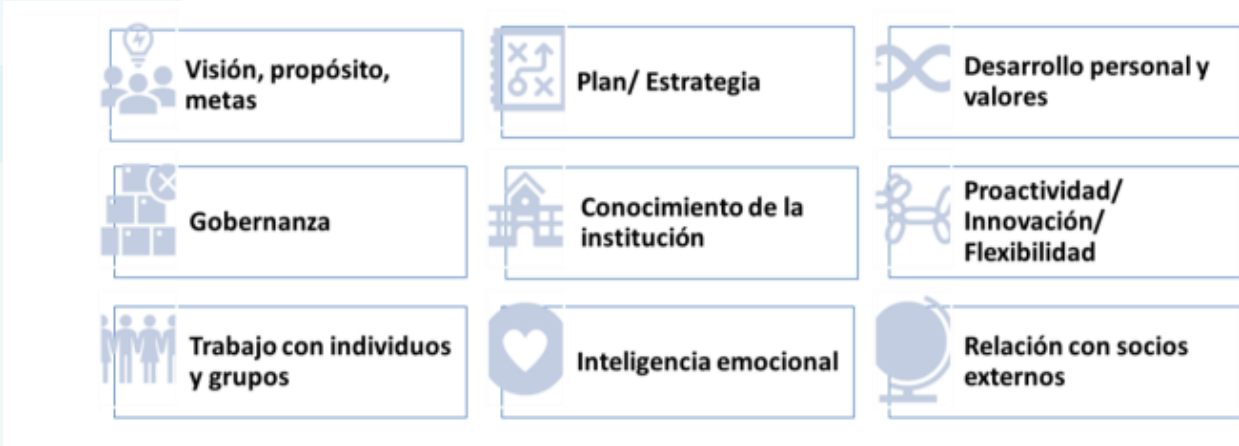 Visión, propósito,
metas
Plan/ Estrategia
Desarrollo personal y
valores
Gobernanza
Conocimiento de la
institución
Proactividad/
Innovación/
Flexibilidad
Trabajo con individuos
y grupos
Inteligencia emocional
Relación con socios
externos